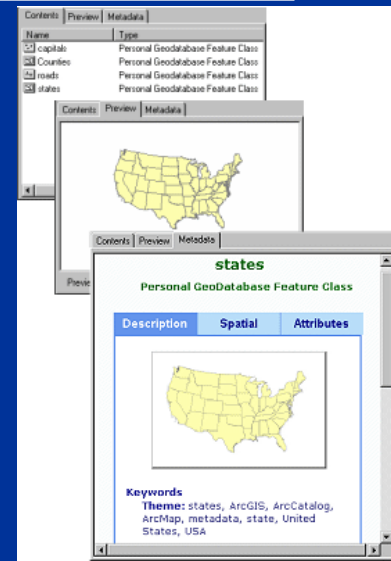 Contents Preview Metadata
Name Type
capitals Personal Geodatabase Feature Class
Counties Personal Geodatabase Feature Class
roads Personal Geodatabase Feature Class
states Personal Geodatabase Feature Class
Contents Preview Metadata
Contents Preview Metadata
states
Personal GeoDatabase Feature Class
Description Spatial Attributes
Keywords
Theme: states, ArcGIS, ArcCatalog,
ArcMap, metadata, state, United
States, USA